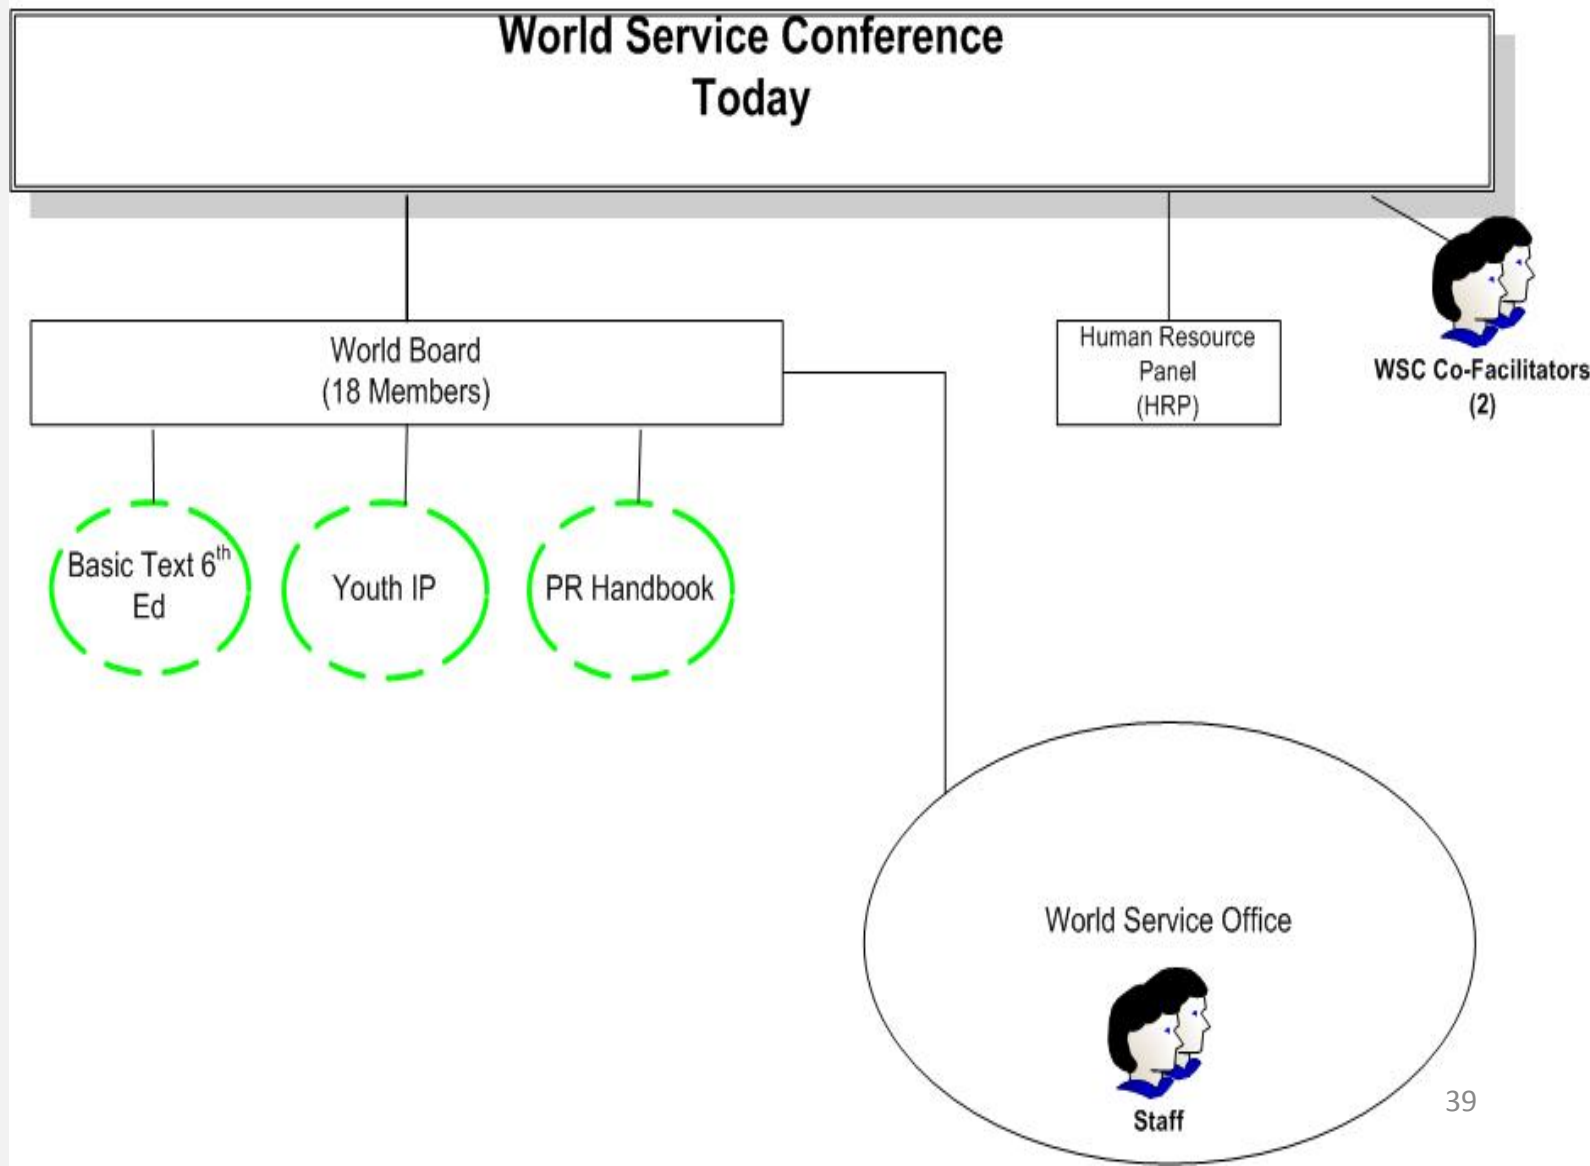 World Service Conference
Today
World Board
(18 Members)
Human Resource
Panel
(HRP)
WSC Co-Facilitators
(2)
Basic Text 6th
Ed
Youth IP
PR Handbook
World Service Office
Staff
39